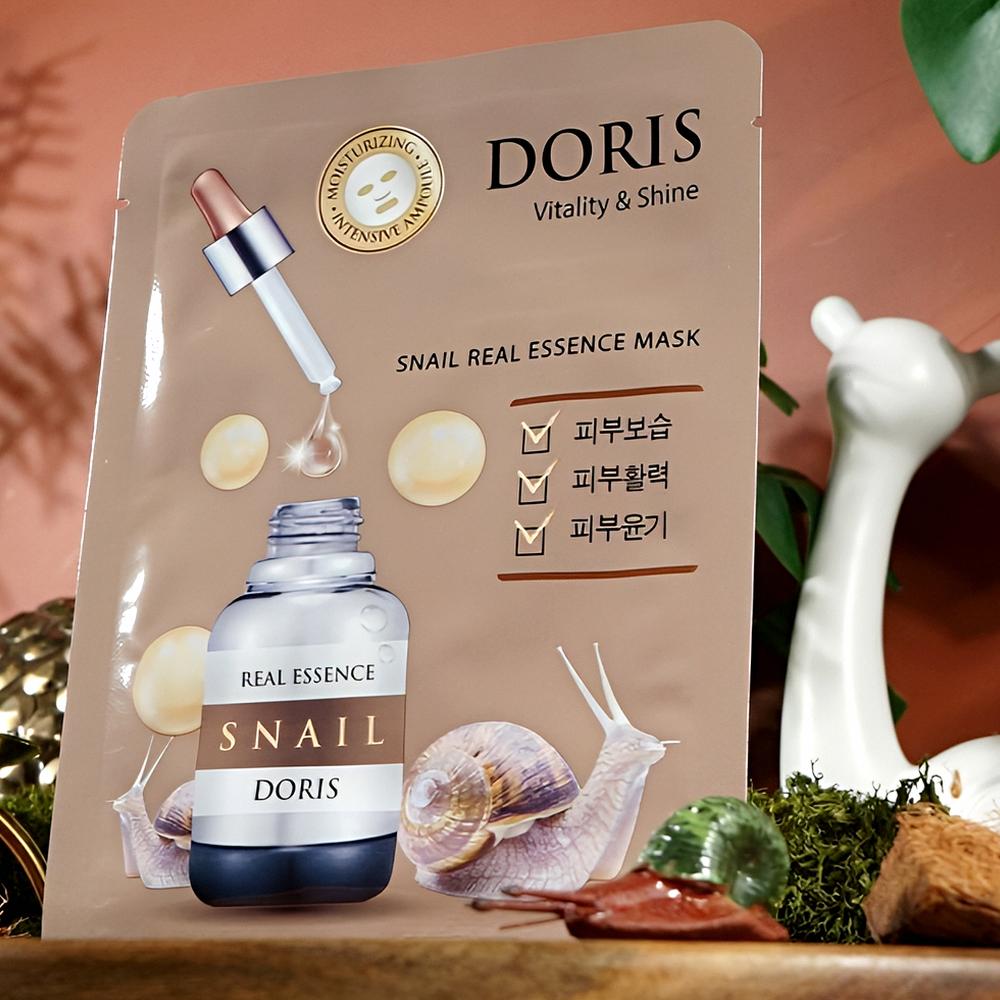 MOISTURIZING
INTENSIVE AMPOULE
DORIS
Vitality & Shine
SNAIL REAL ESSENCE MASK
피부보습
피부활력
피부윤기
REAL ESSENCE
SNAIL
DORIS